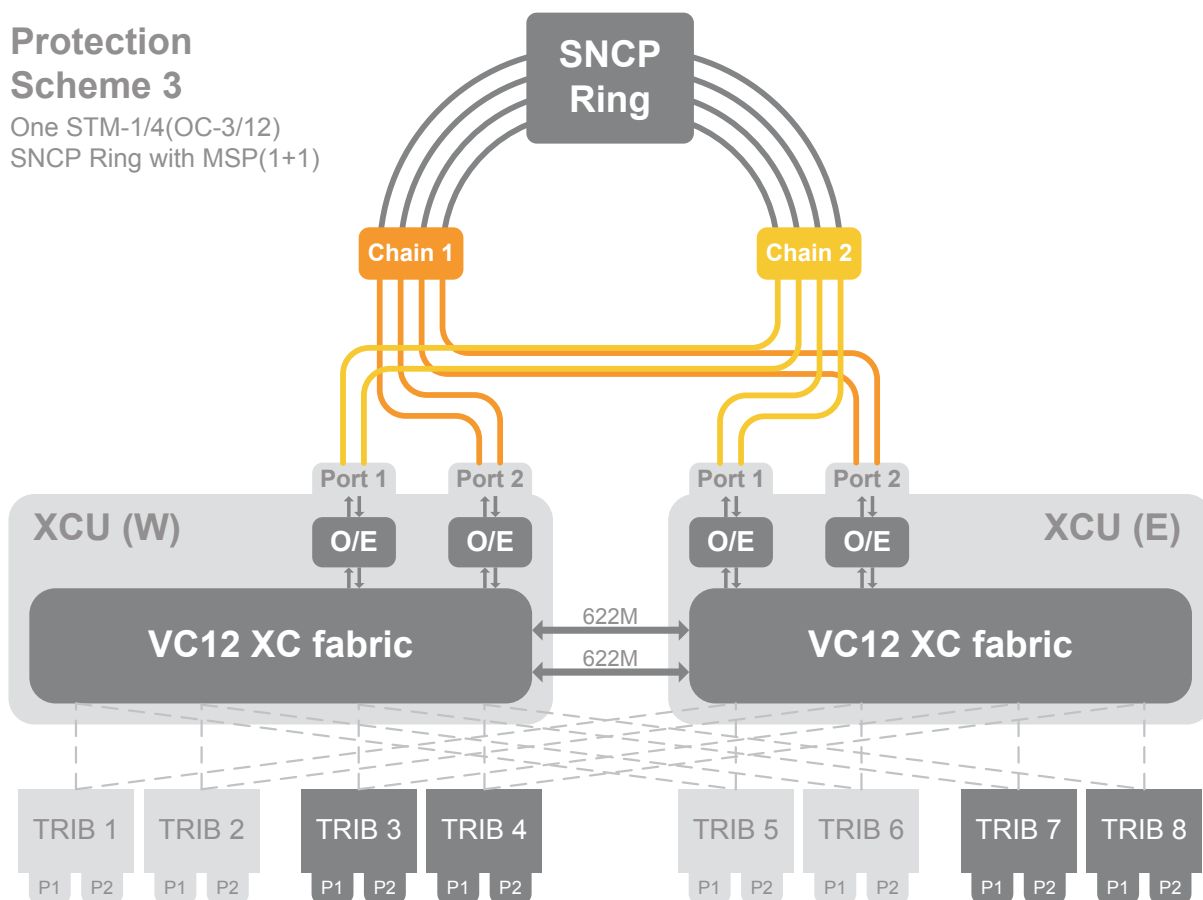 Protection
Scheme 3
One STM-1/4(OC-3/12)
SNCP Ring with MSP(1+1)
SNCP
Ring
Chain 1
Chain 2
Port 1
Port 2
Port 1
Port 2
XCU (W)
O/E
O/E
O/E
O/E
XCU (E)
VC12 XC fabric
622M
622M
VC12 XC fabric
TRIB 1
TRIB 2
TRIB 3
TRIB 4
TRIB 5
TRIB 6
TRIB 7
TRIB 8
P1
P2
P1
P2
P1
P2
P1
P2
P1
P2
P1
P2
P1
P2
P1
P2